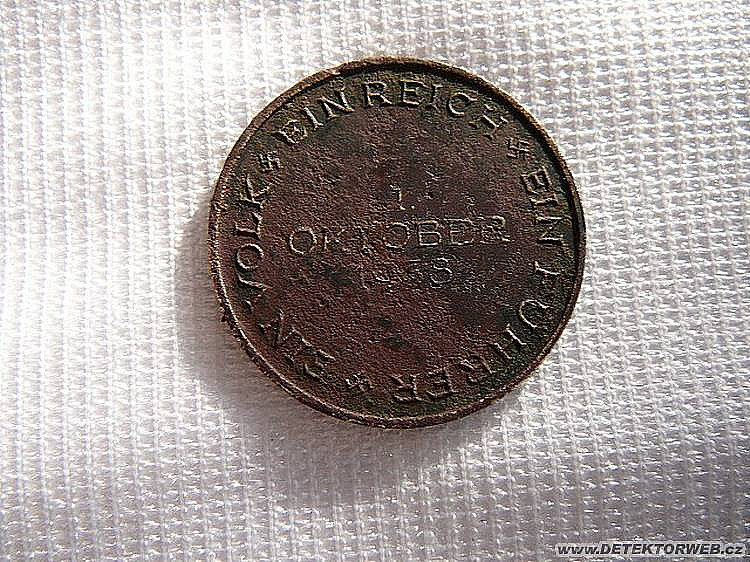 EIN VOLK EIN REICH EIN FÜHRER
1.
OKTOBER
1938
www.DETEKTORWEB.cz